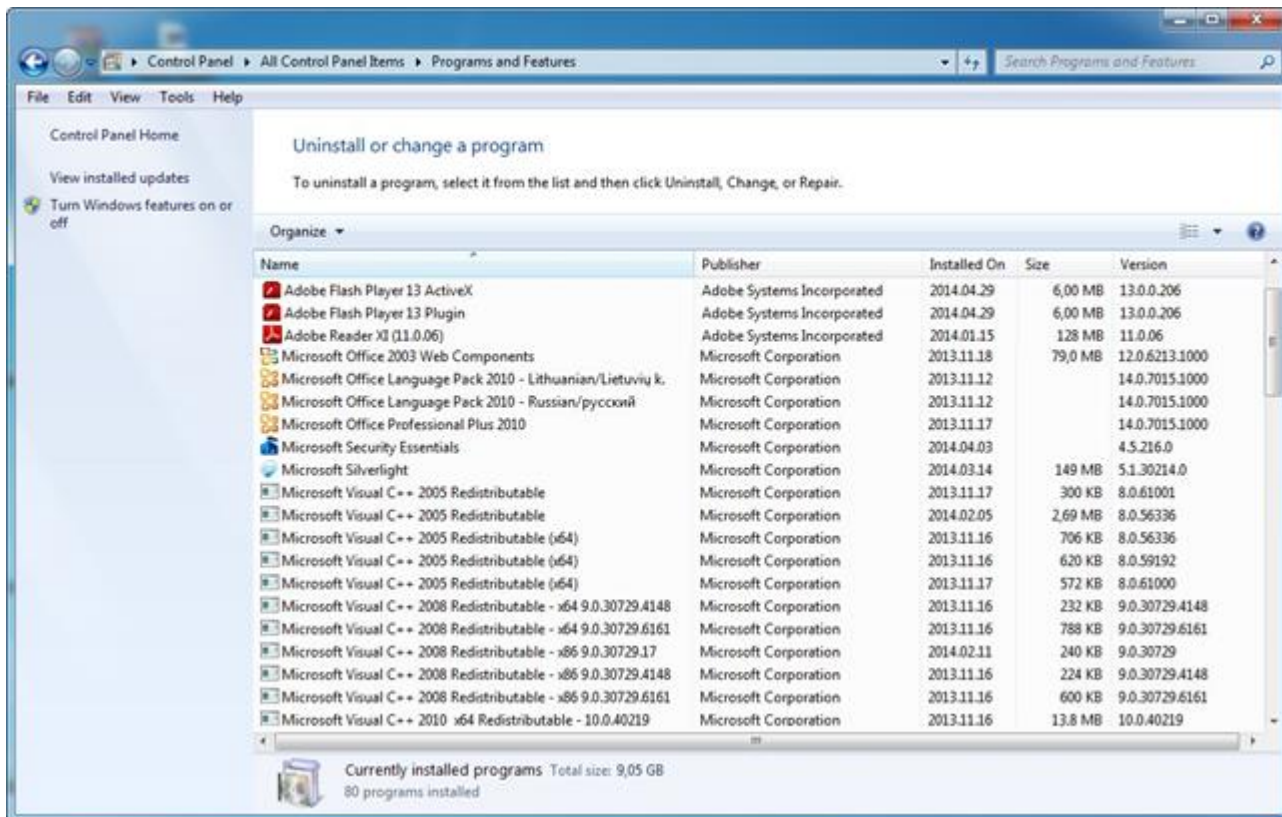 Control Panel ▸ All Control Panel Items ▸ Programs and Features
Search Programs and Features
File Edit View Tools Help
Control Panel Home
View installed updates
Turn Windows features on or
off
Uninstall or change a program
To uninstall a program, select it from the list and then click Uninstall, Change, or Repair.
Organize
Name Publisher Installed On Size Version
Adobe Flash Player 13 ActiveX Adobe Systems Incorporated 2014.04.29 6,00 MB 13.0.0.206
Adobe Flash Player 13 Plugin Adobe Systems Incorporated 2014.04.29 6,00 MB 13.0.0.206
Adobe Reader XI (11.0.06) Adobe Systems Incorporated 2014.01.15 128 MB 11.0.06
Microsoft Office 2003 Web Components Microsoft Corporation 2013.11.18 79,0 MB 12.0.6213.1000
Microsoft Office Language Pack 2010 - Lithuanian/Lietuvių k. Microsoft Corporation 2013.11.12 14.0.7015.1000
Microsoft Office Language Pack 2010 - Russian/русский Microsoft Corporation 2013.11.12 14.0.7015.1000
Microsoft Office Professional Plus 2010 Microsoft Corporation 2013.11.17 14.0.7015.1000
Microsoft Security Essentials Microsoft Corporation 2014.04.03 4.5.216.0
Microsoft Silverlight Microsoft Corporation 2014.03.14 149 MB 5.1.30214.0
Microsoft Visual C++ 2005 Redistributable Microsoft Corporation 2013.11.17 300 KB 8.0.61001
Microsoft Visual C++ 2005 Redistributable Microsoft Corporation 2014.02.05 2,69 MB 8.0.56336
Microsoft Visual C++ 2005 Redistributable (x64) Microsoft Corporation 2013.11.16 706 KB 8.0.56336
Microsoft Visual C++ 2005 Redistributable (x64) Microsoft Corporation 2013.11.16 620 KB 8.0.59192
Microsoft Visual C++ 2005 Redistributable (x64) Microsoft Corporation 2013.11.17 572 KB 8.0.61000
Microsoft Visual C++ 2008 Redistributable - x64 9.0.30729.4148 Microsoft Corporation 2013.11.16 232 KB 9.0.30729.4148
Microsoft Visual C++ 2008 Redistributable - x64 9.0.30729.6161 Microsoft Corporation 2013.11.16 788 KB 9.0.30729.6161
Microsoft Visual C++ 2008 Redistributable - x86 9.0.30729.17 Microsoft Corporation 2014.02.11 240 KB 9.0.30729
Microsoft Visual C++ 2008 Redistributable - x86 9.0.30729.4148 Microsoft Corporation 2013.11.16 224 KB 9.0.30729.4148
Microsoft Visual C++ 2008 Redistributable - x86 9.0.30729.6161 Microsoft Corporation 2013.11.16 600 KB 9.0.30729.6161
Microsoft Visual C++ 2010 x64 Redistributable - 10.0.40219 Microsoft Corporation 2013.11.16 13,8 MB 10.0.40219
Currently installed programs Total size: 9,05 GB
80 programs installed